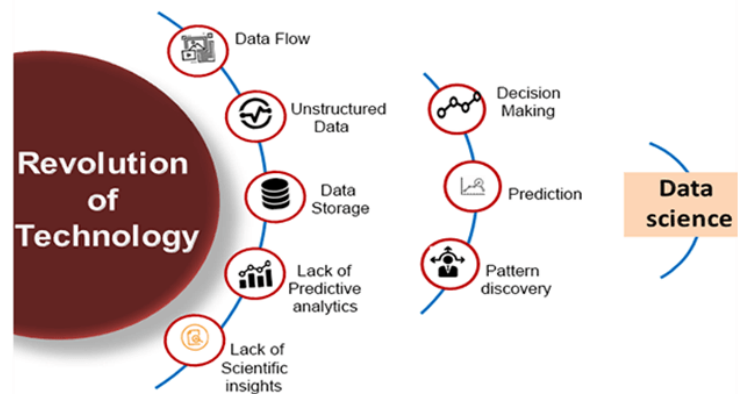 Revolution
of
Technology
Data Flow
Unstructured
Data
Data
Storage
Lack of
Predictive
analytics
Lack of
Scientific
insights
Decision
Making
Prediction
Pattern
discovery
Data
science